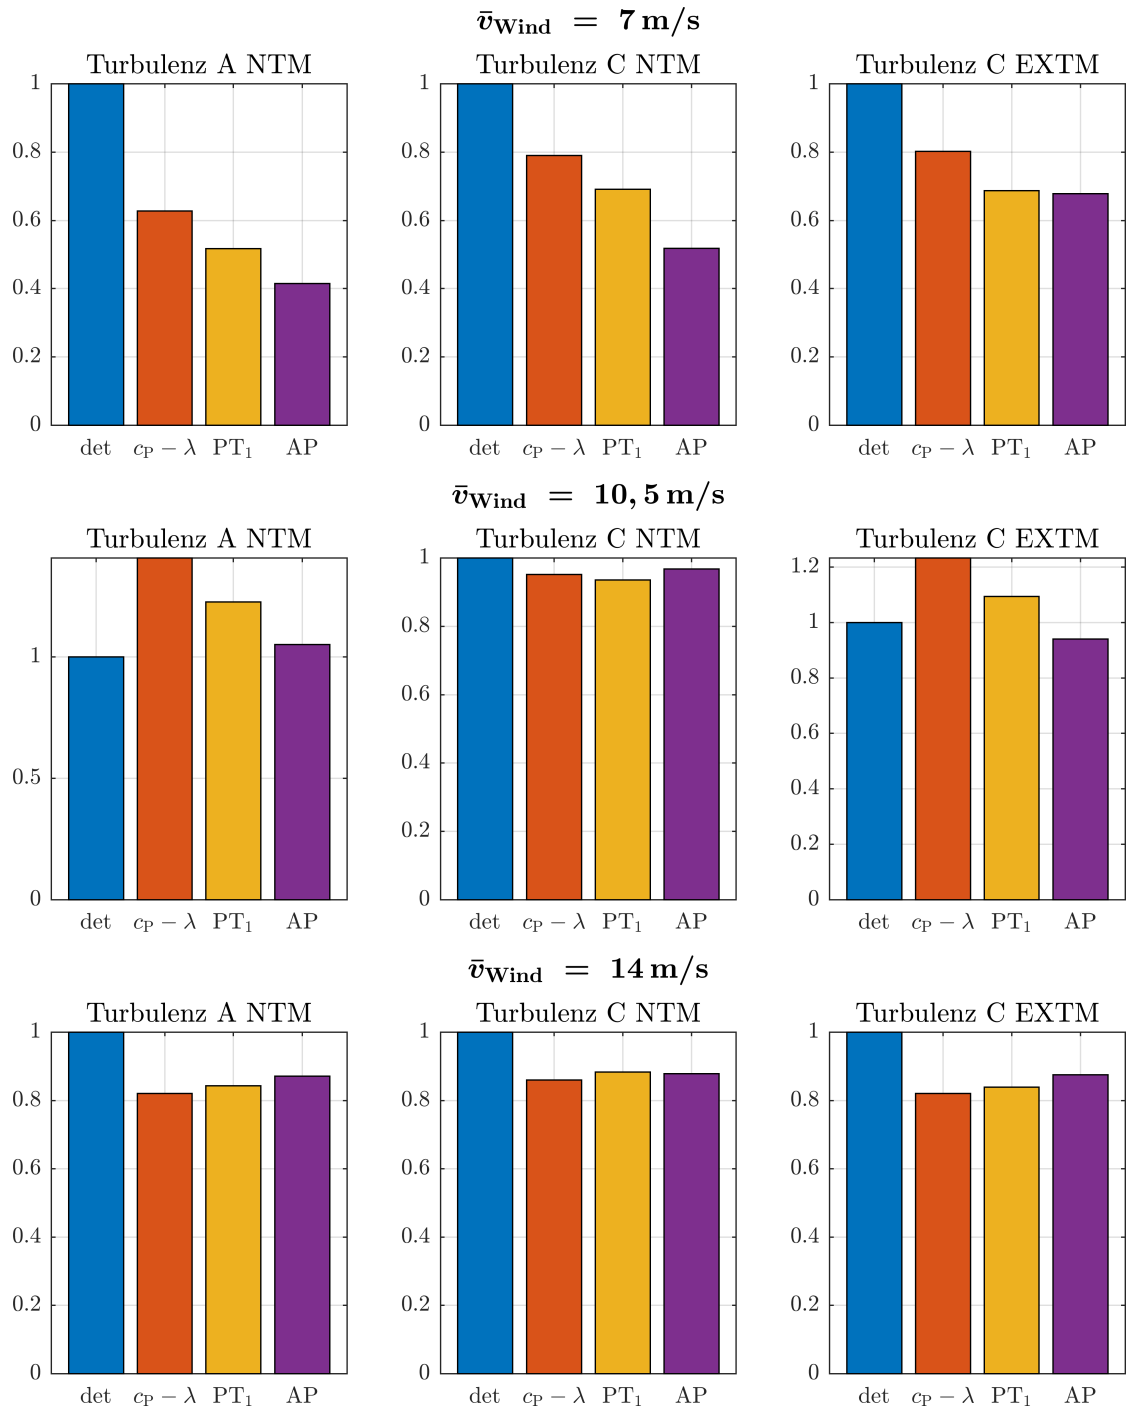 v̄Wind = 7 m/s
Turbulenz A NTM Turbulenz C NTM Turbulenz C EXTM
1 1 1
0.8 0.8 0.8
0.6 0.6 0.6
0.4 0.4 0.4
0.2 0.2 0.2
0 0 0
det cP − λ PT1 AP det cP − λ PT1 AP det cP − λ PT1 AP
v̄Wind = 10, 5 m/s
Turbulenz A NTM Turbulenz C NTM Turbulenz C EXTM
1 1.2
1 0.8 1
0.6 0.8
0.5 0.4 0.6
0.2 0.4
0.2
0 0 0
det cP − λ PT1 AP det cP − λ PT1 AP det cP − λ PT1 AP
v̄Wind = 14 m/s
Turbulenz A NTM Turbulenz C NTM Turbulenz C EXTM
1 1 1
0.8 0.8 0.8
0.6 0.6 0.6
0.4 0.4 0.4
0.2 0.2 0.2
0 0 0
det cP − λ PT1 AP det cP − λ PT1 AP det cP − λ PT1 AP